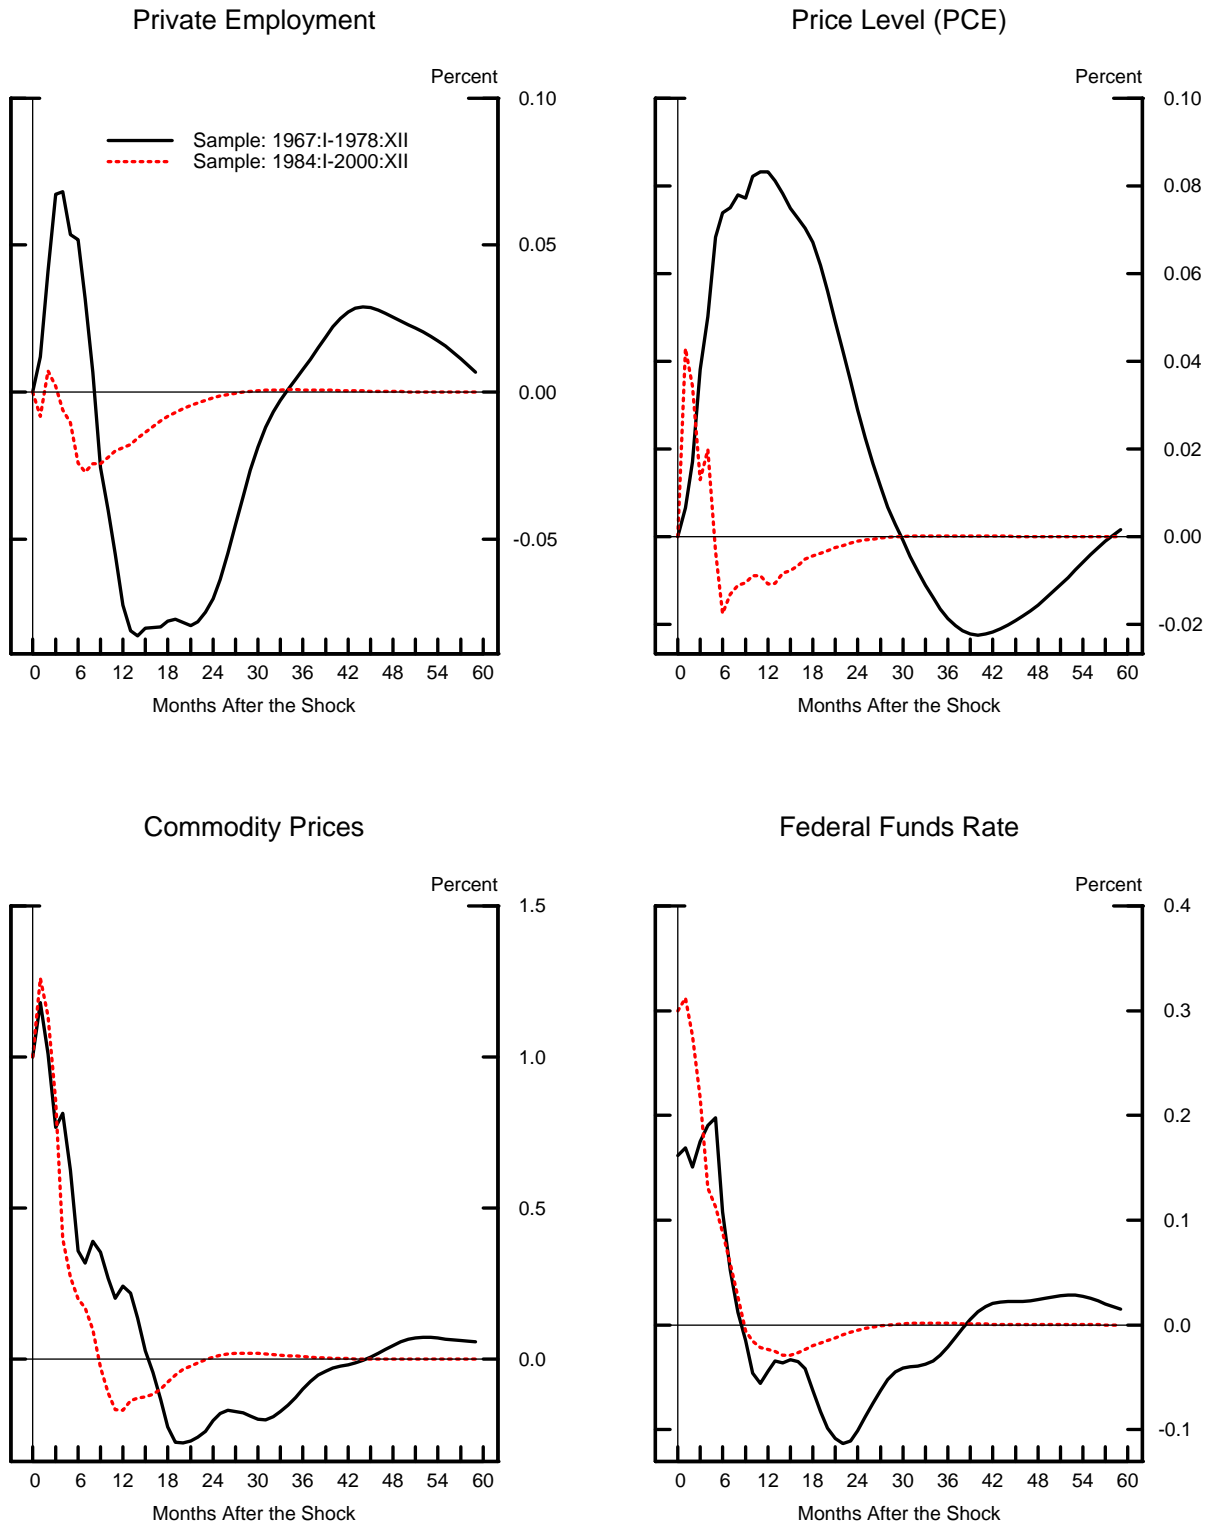 Private Employment
Percent
0.10
0.05
0.00
-0.05
Sample: 1967:I-1978:XII
Sample: 1984:I-2000:XII
0 6 12 18 24 30 36 42 48 54 60
Months After the Shock
Price Level (PCE)
Percent
0.10
0.08
0.06
0.04
0.02
0.00
-0.02
0 6 12 18 24 30 36 42 48 54 60
Months After the Shock
Commodity Prices
Percent
1.5
1.0
0.5
0.0
0 6 12 18 24 30 36 42 48 54 60
Months After the Shock
Federal Funds Rate
Percent
0.4
0.3
0.2
0.1
0.0
-0.1
0 6 12 18 24 30 36 42 48 54 60
Months After the Shock